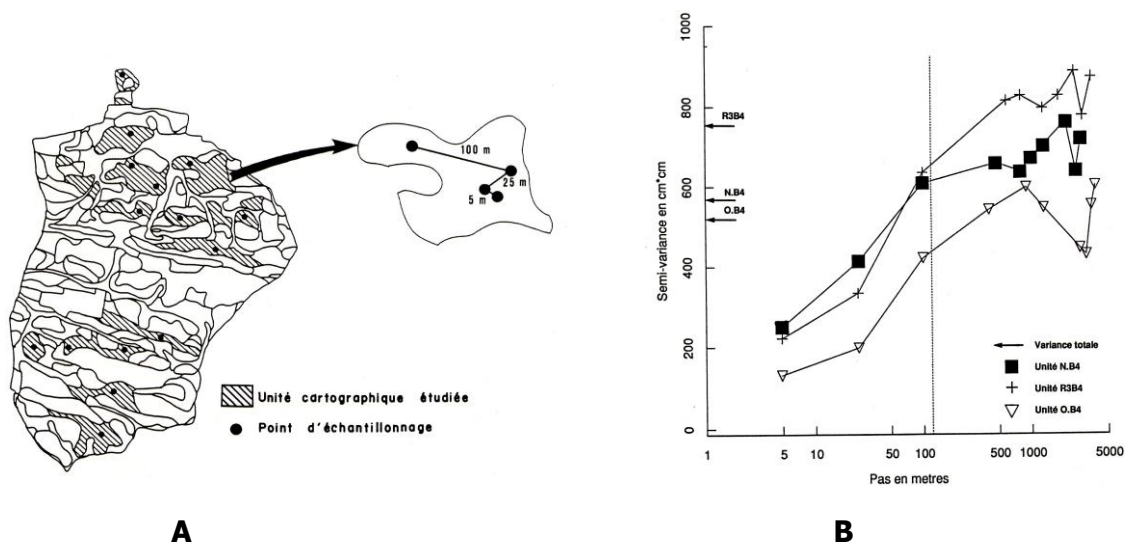 100 m
25 m
5 m
Unité cartographique étudiée
Point d'échantillonnage
A
Semi-variance en cm*cm
1000
800
600
400
200
0
R3B4
N.B4
O.B4
Variance totale
Unité N.B4
Unité R3B4
Unité O.B4
1 5 10 50 100 500 1000 5000
Pas en metres
B